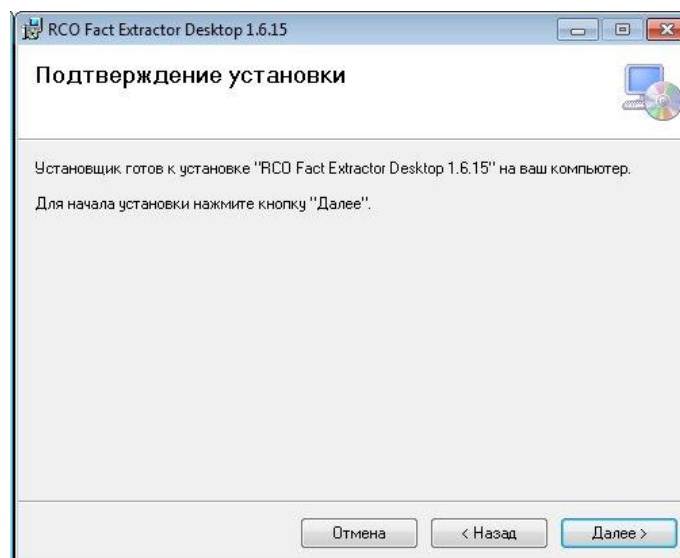 RCO Fact Extractor Desktop 1.6.15
Подтверждение установки
Установщик готов к установке "RCO Fact Extractor Desktop 1.6.15" на ваш компьютер.
Для начала установки нажмите кнопку "Далее".
Отмена
< Назад
Далее >